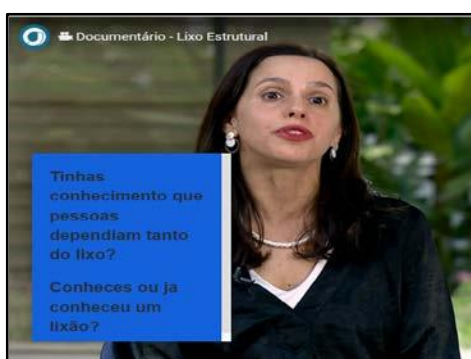 Documentário - Lixo Estrutural
Tinhas
conhecimento que
pessoas
dependiam tanto
do lixo?
Conheces ou ja
conheceu um
lixão?